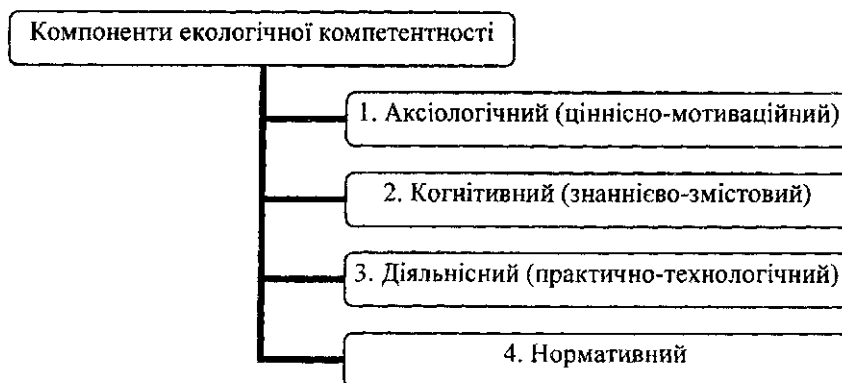 Компоненти екологічної компетентності
1. Аксіологічний (ціннісно-мотиваційний)
2. Когнітивний (знаннієво-змістовий)
3. Діяльнісний (практично-технологічний)
4. Нормативний